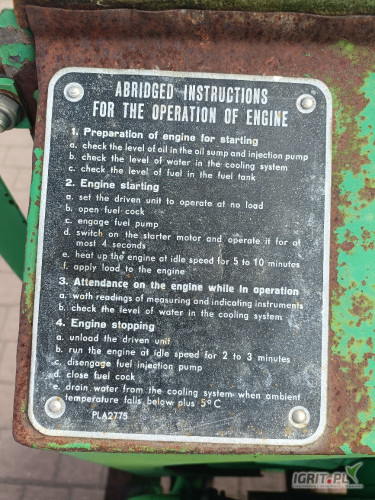 ABRIDGED INSTRUCTIONS
FOR THE OPERATION OF ENGINE
1. Preparation of engine for starting
a. check the level of oil in the oil sump and injection pump
b. check the level of water in the cooling system
c. check the level of fuel in the fuel tank
2. Engine starting
a. set the driven unit to operate at no load
b. open fuel cock
c. engage fuel pump
d. switch on the starter motor and operate it for at
most 4 seconds
e. heat up the engine at idle speed for 5 to 10 minutes
f. apply load to the engine
3. Attendance on the engine while in operation
a. wath readings of measuring and indicating instruments
b. check the level of water in the cooling system
4. Engine stopping
a. unload the driven unit
b. run the engine at idle speed for 2 to 3 minutes
c. disengage fuel injection pump
d. close fuel cock
e. drain water from the cooling system when ambient
temperature falls below plus 5°C
PLA2775
IGRIT.PL